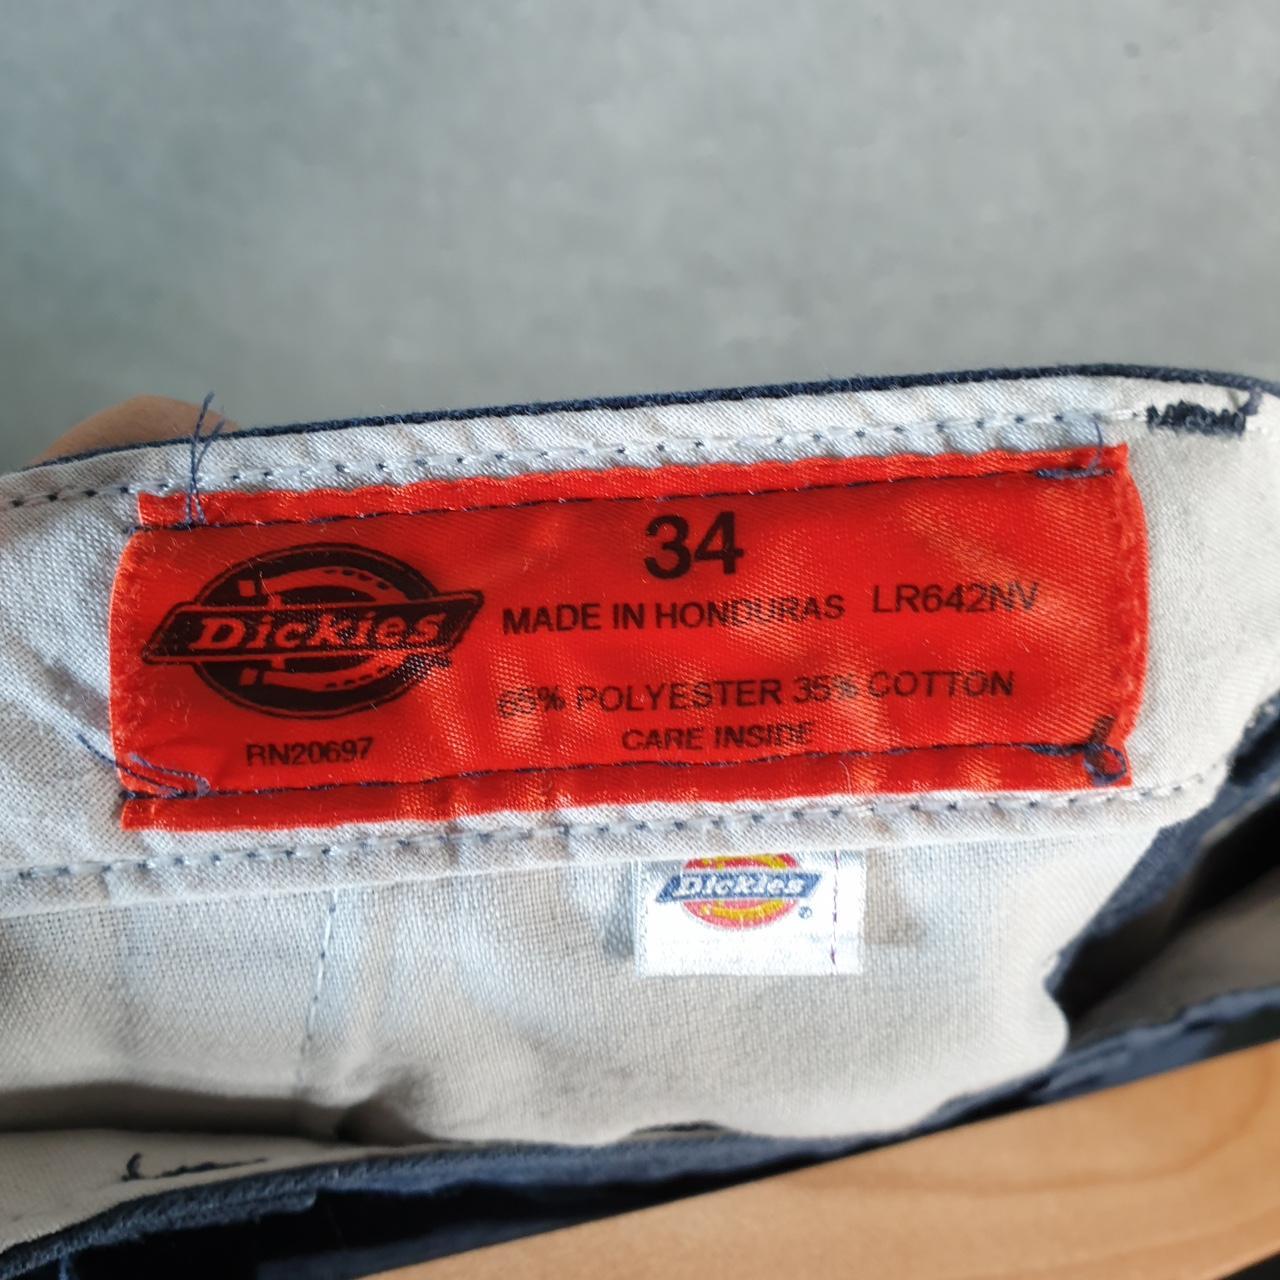 34
MADE IN HONDURAS LR642NV
Dickies
65% POLYESTER 35% COTTON
RN20697
CARE INSIDE
Dickies®